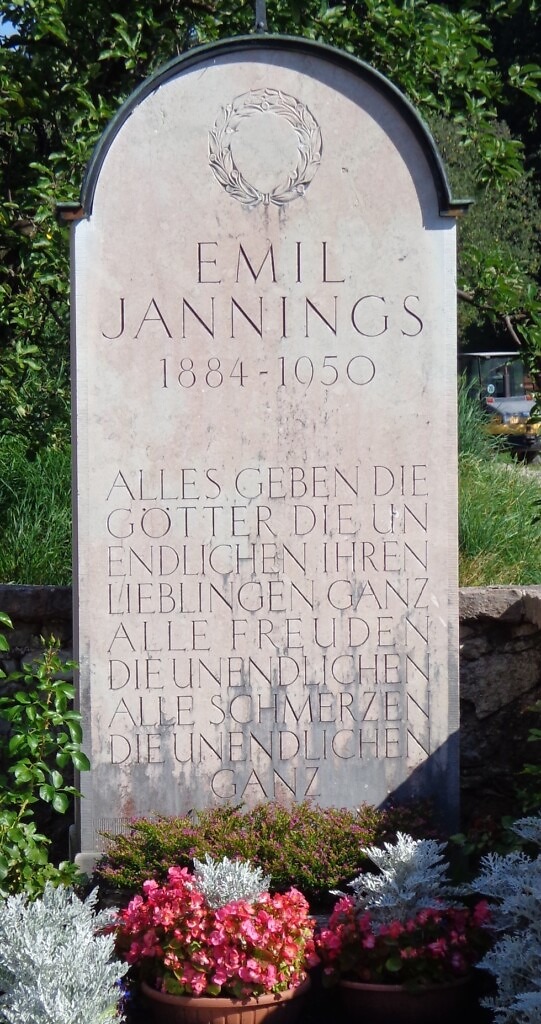 EMIL
JANNINGS
1884-1950
ALLES GEBEN DIE
GÖTTER DIE UN
ENDLICHEN IHREN
LIEBLINGEN GANZ
ALLE FREUDEN
DIE UNENDLICHEN
ALLE SCHMERZEN
DIE UNENDLICHEN
GANZ